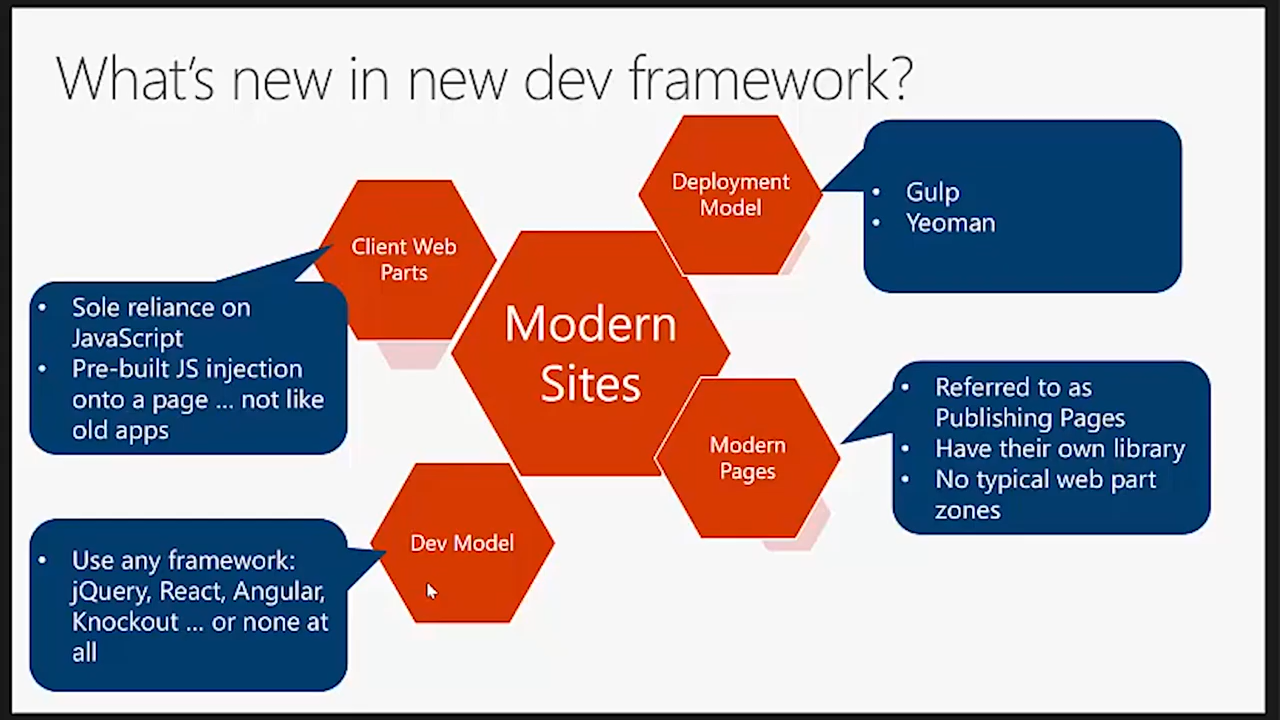 What's new in new dev framework?
Deployment
Model
• Gulp
• Yeoman
Client Web
Parts
• Sole reliance on
JavaScript
• Pre-built JS injection
onto a page ... not like
old apps
Modern
Sites
Modern
Pages
• Referred to as
Publishing Pages
• Have their own library
• No typical web part
zones
Dev Model
• Use any framework:
jQuery, React, Angular,
Knockout ... or none at
all